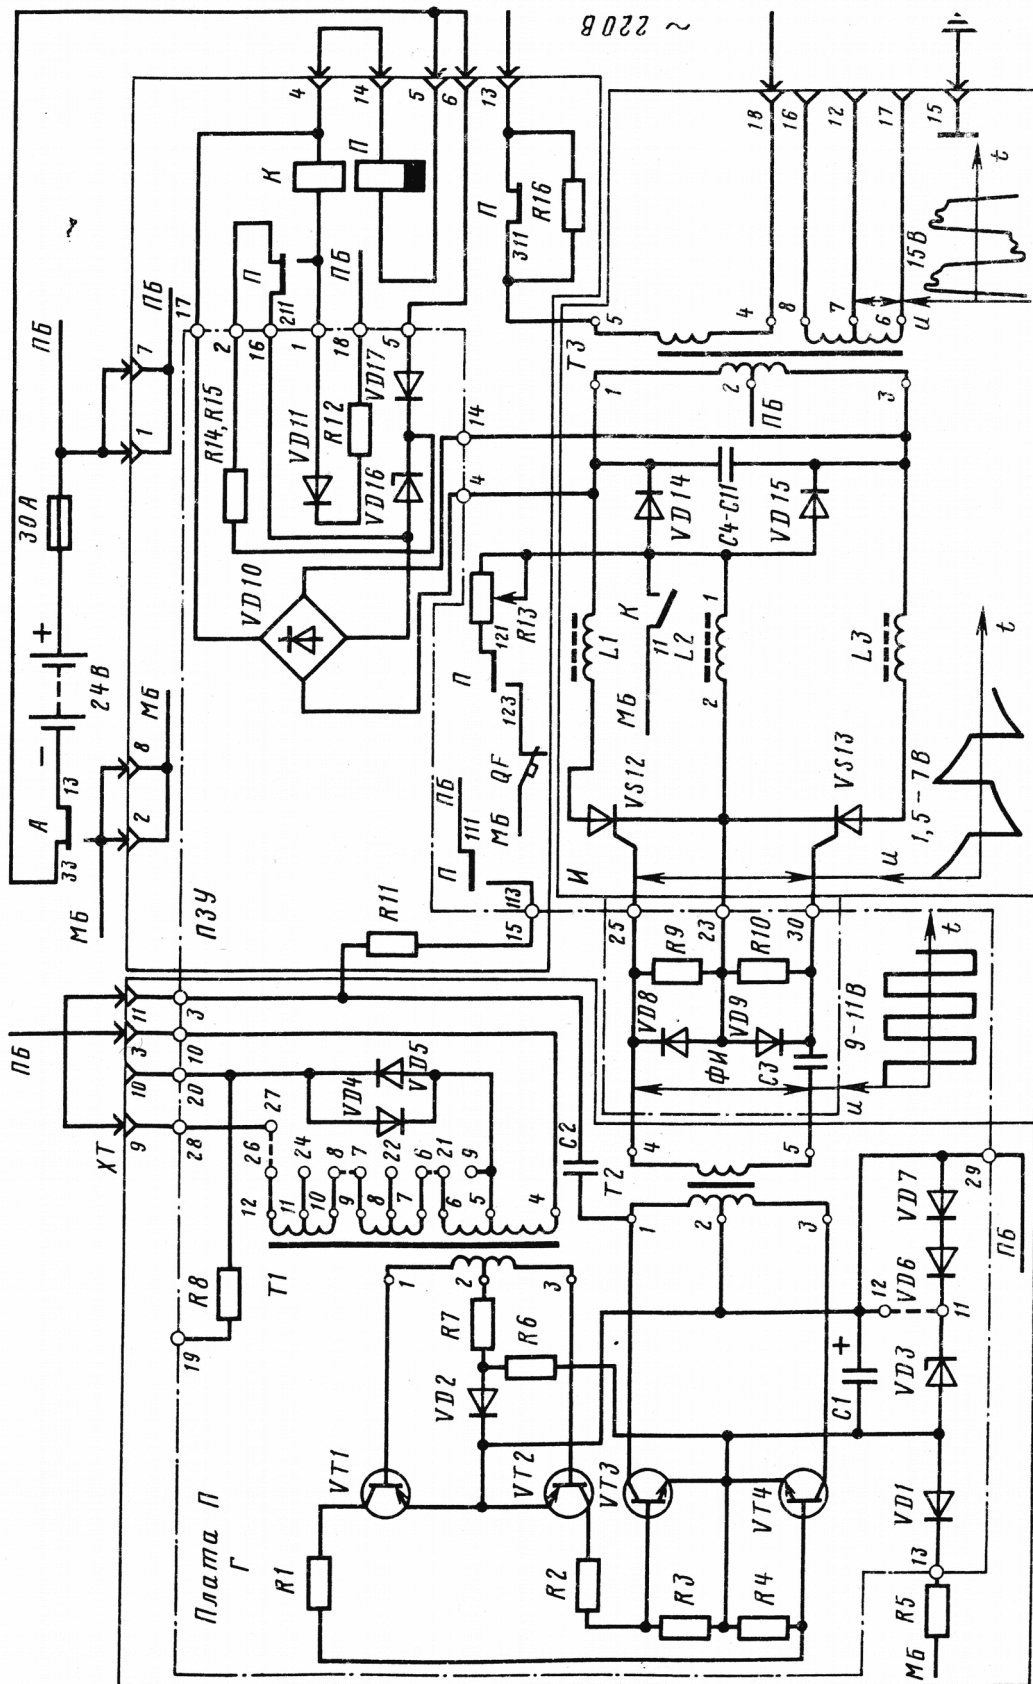 ПБ
МБ
33
А
13
−
24В
+
30А
ПБ
~
МБ
2
8
МБ
1
7
ПБ
ХТ
9
10
3
11
ПЗУ
17
Плата П
Г
19
28
20
10
3
R8
26
27
VD4
VD5
VD10
R14, R15
2
16
211
П
К
4
12
11
24
10
8
9
7
8
22
7
6
6
21
5
9
4
Т1
R11
VD11
1
R1
VT1
1
R7
2
VD2
R6
3
R12
18
ПБ
П
14
VD16
VD17
5
5
6
VT2
R2
C2
15
113
П
111
ПБ
4
14
МБ
QF
123
П
121
R13
311
П
R16
13
VT3
1
Т2
4
25
И
VS12
L1
1
5
Т3
~ 220В
R3
2
VD8
R9
МБ
11
К
VD14
R4
VT4
3
ФИ
VD9
23
R10
2
L2
1
C4-C11
2
ПБ
4
18
8
16
5
C3
30
VS13
VD15
7
12
C1
+
12
u
9-11В
u
1,5-7В
L3
3
6
17
15В
u
МБ
R5
13
VD1
VD3
11
VD6
VD7
29
ПБ
t
t
t
15